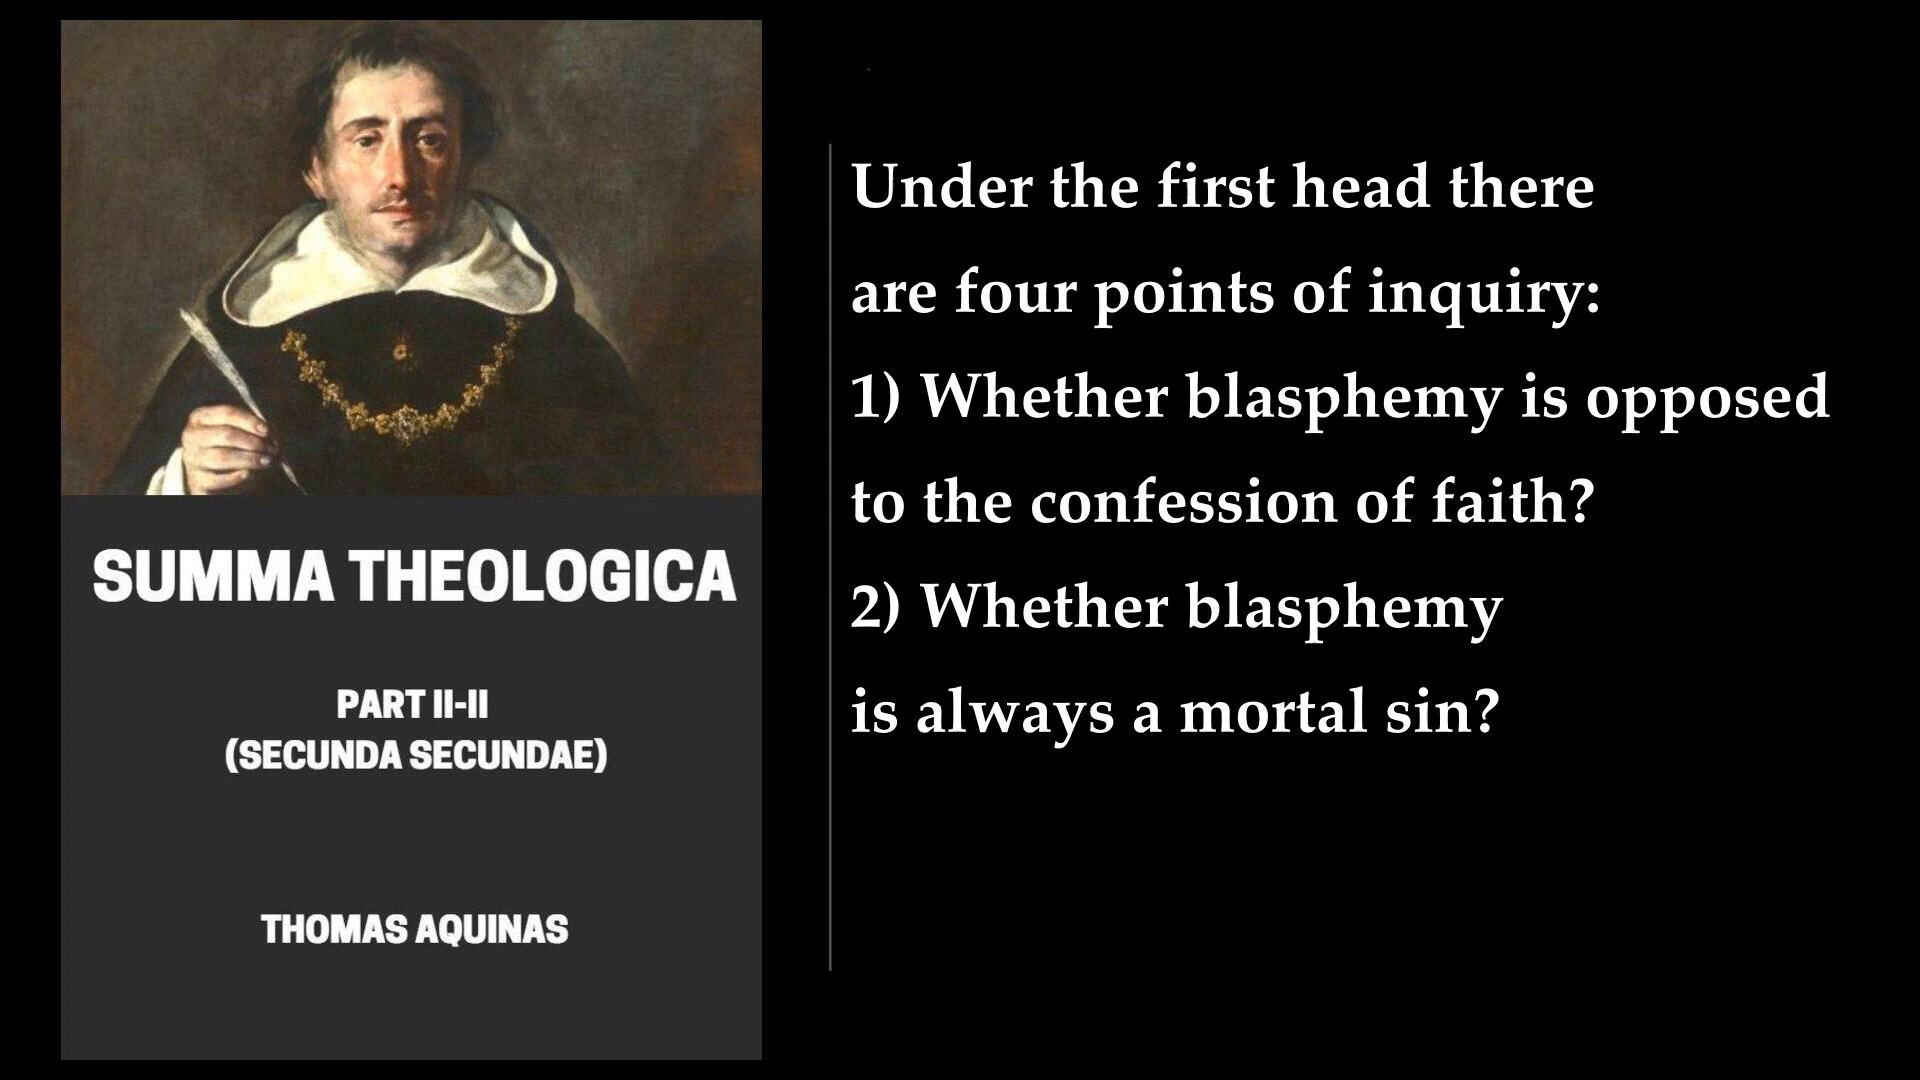 SUMMA THEOLOGICA
PART II-II
(SECUNDA SECUNDAE)
THOMAS AQUINAS
Under the first head there
are four points of inquiry:
1) Whether blasphemy is opposed
to the confession of faith?
2) Whether blasphemy
is always a mortal sin?